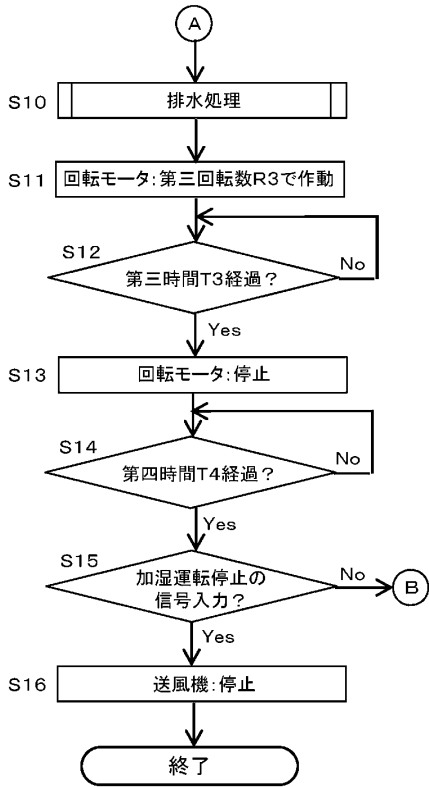 A
S10
排水処理
S11
回転モータ:第三回転数R3で作動
S12
第三時間T3経過?
No
Yes
S13
回転モータ:停止
S14
第四時間T4経過?
No
Yes
S15
加湿運転停止の
信号入力?
No
B
Yes
S16
送風機:停止
終了